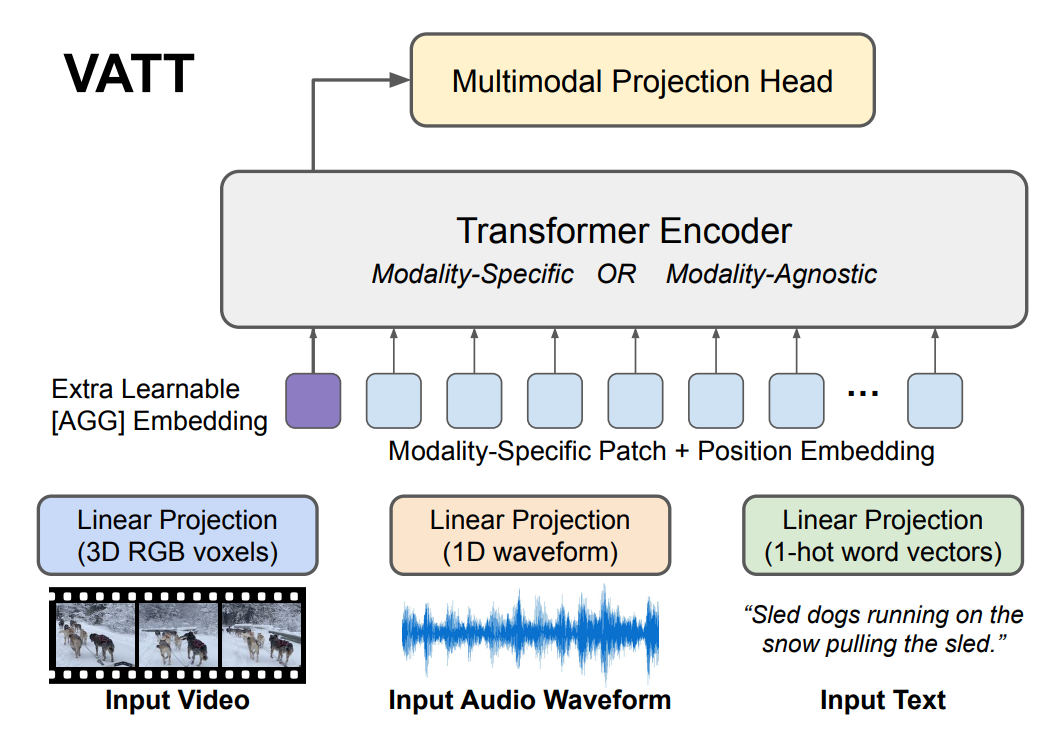 VATT
Multimodal Projection Head
Transformer Encoder
Modality-Specific OR Modality-Agnostic
Extra Learnable
[AGG] Embedding
...
Modality-Specific Patch + Position Embedding
Linear Projection
(3D RGB voxels)
Linear Projection
(1D waveform)
Linear Projection
(1-hot word vectors)
“Sled dogs running on the
snow pulling the sled.”
Input Video
Input Audio Waveform
Input Text